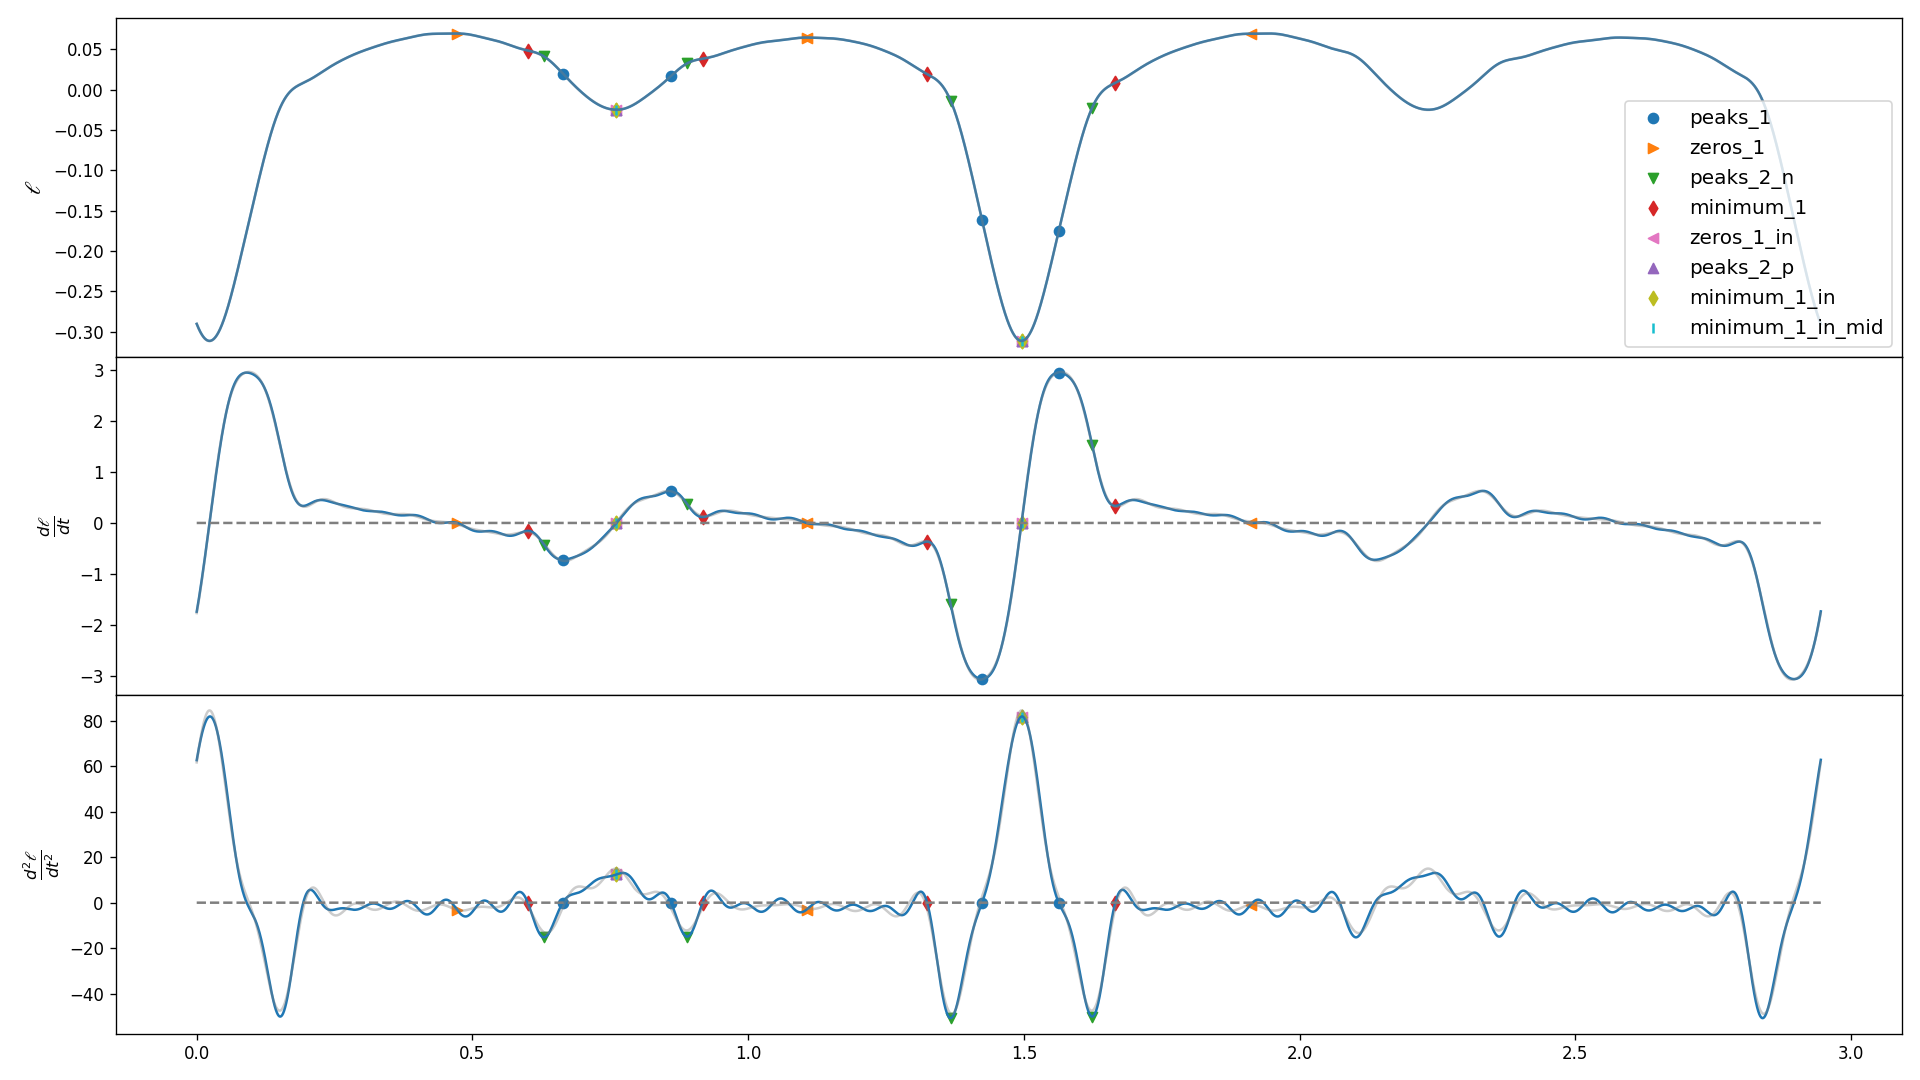 0.05
0.00
−0.05
−0.10
−0.15
−0.20
−0.25
−0.30
ℓ
peaks_1
zeros_1
peaks_2_n
minimum_1
zeros_1_in
peaks_2_p
minimum_1_in
minimum_1_in_mid
3
2
1
0
−1
−2
−3
dℓ
dt
80
60
40
20
0
−20
−40
d²ℓ
dt²
0.0 0.5 1.0 1.5 2.0 2.5 3.0